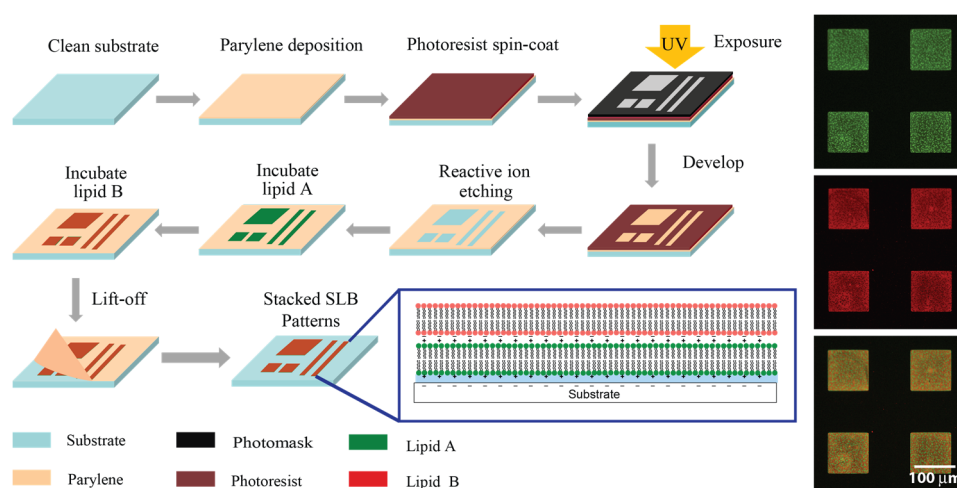 Clean substrate
Parylene deposition
Photoresist spin-coat
UV
Exposure
Develop
Reactive ion
etching
Incubate
lipid A
Incubate
lipid B
Lift-off
Stacked SLB
Patterns
Substrate
Substrate
Photomask
Lipid A
Parylene
Photoresist
Lipid B
100 μm